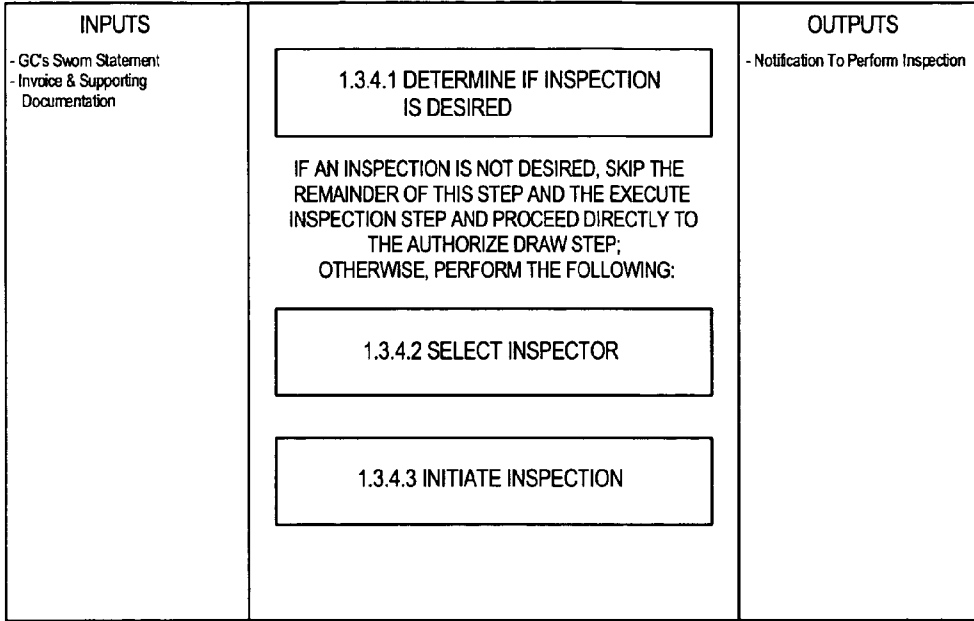 INPUTS
- GC's Sworn Statement
- Invoice & Supporting
Documentation
1.3.4.1 DETERMINE IF INSPECTION
IS DESIRED
IF AN INSPECTION IS NOT DESIRED, SKIP THE
REMAINDER OF THIS STEP AND THE EXECUTE
INSPECTION STEP AND PROCEED DIRECTLY TO
THE AUTHORIZE DRAW STEP;
OTHERWISE, PERFORM THE FOLLOWING:
1.3.4.2 SELECT INSPECTOR
1.3.4.3 INITIATE INSPECTION
OUTPUTS
- Notification To Perform Inspection